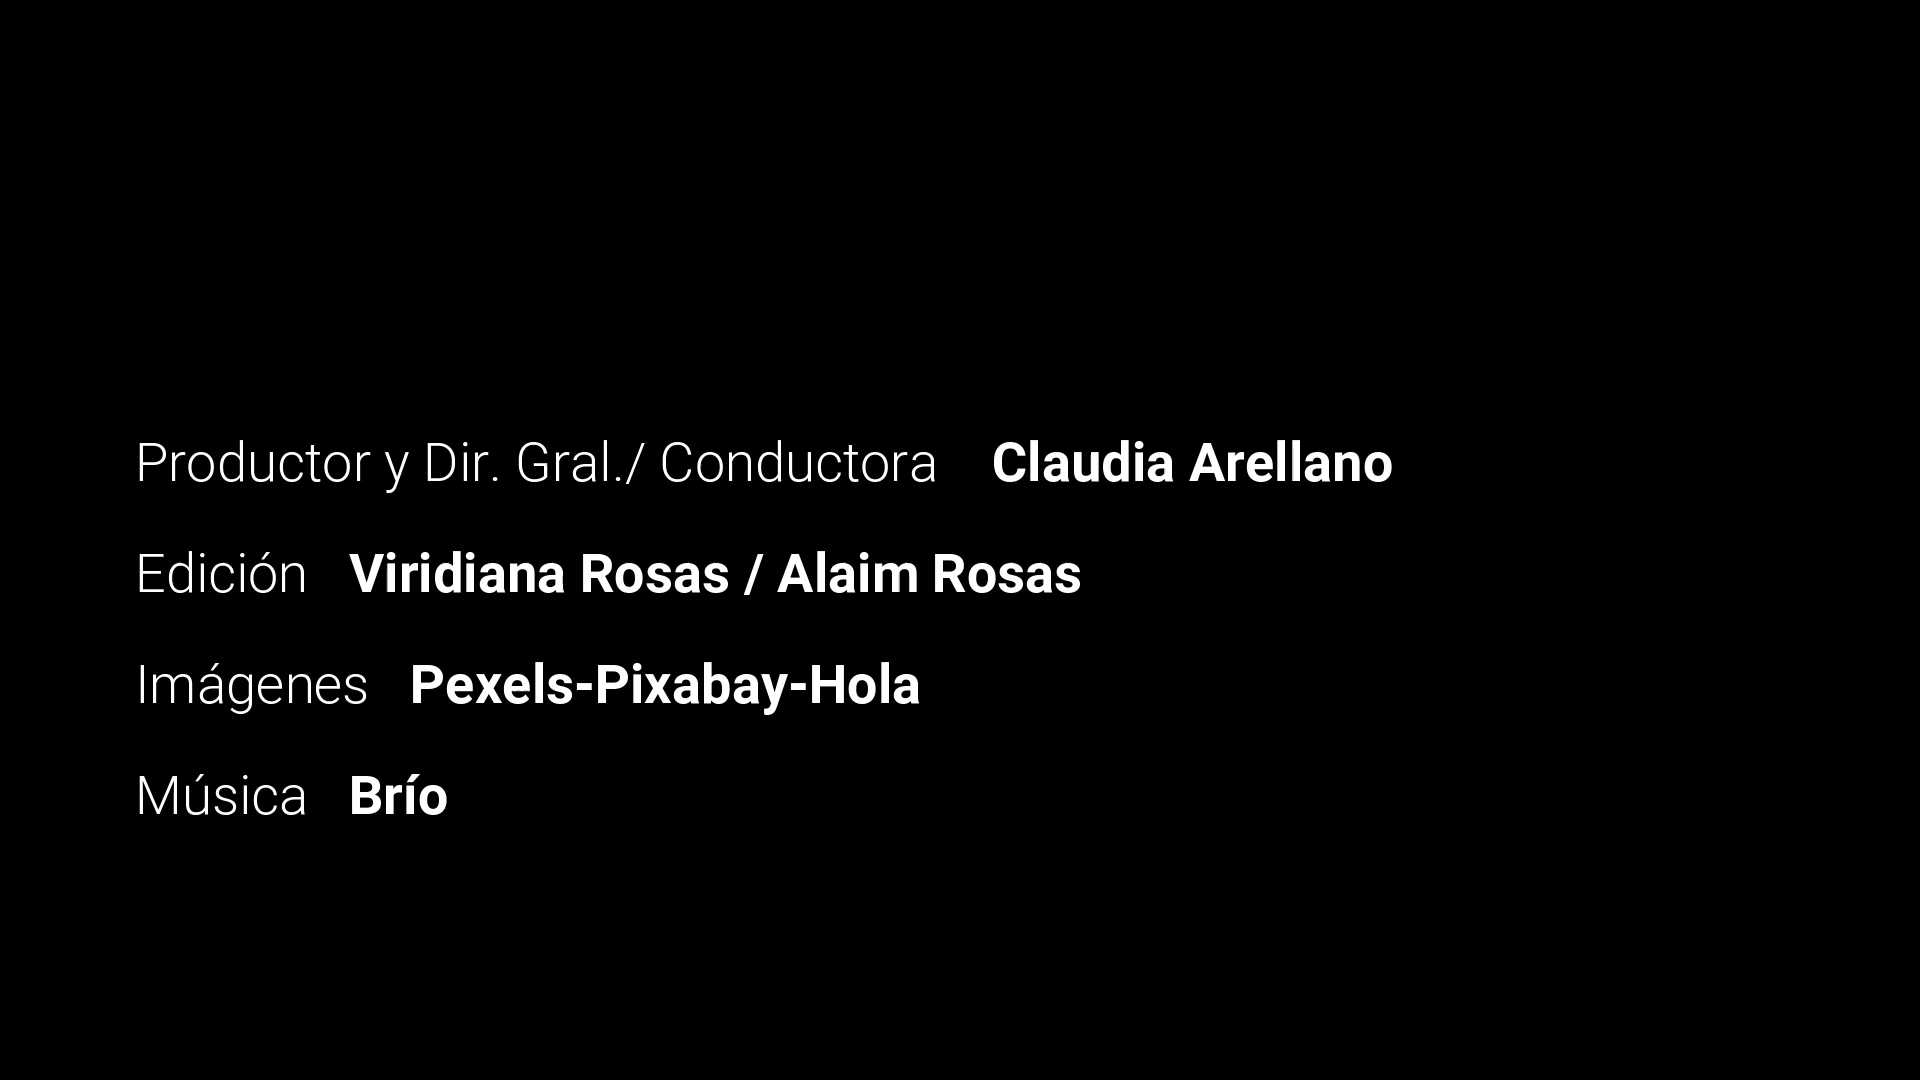 Productor y Dir. Gral./ Conductora Claudia Arellano
Edición Viridiana Rosas / Alaim Rosas
Imágenes Pexels-Pixabay-Hola
Música Brío